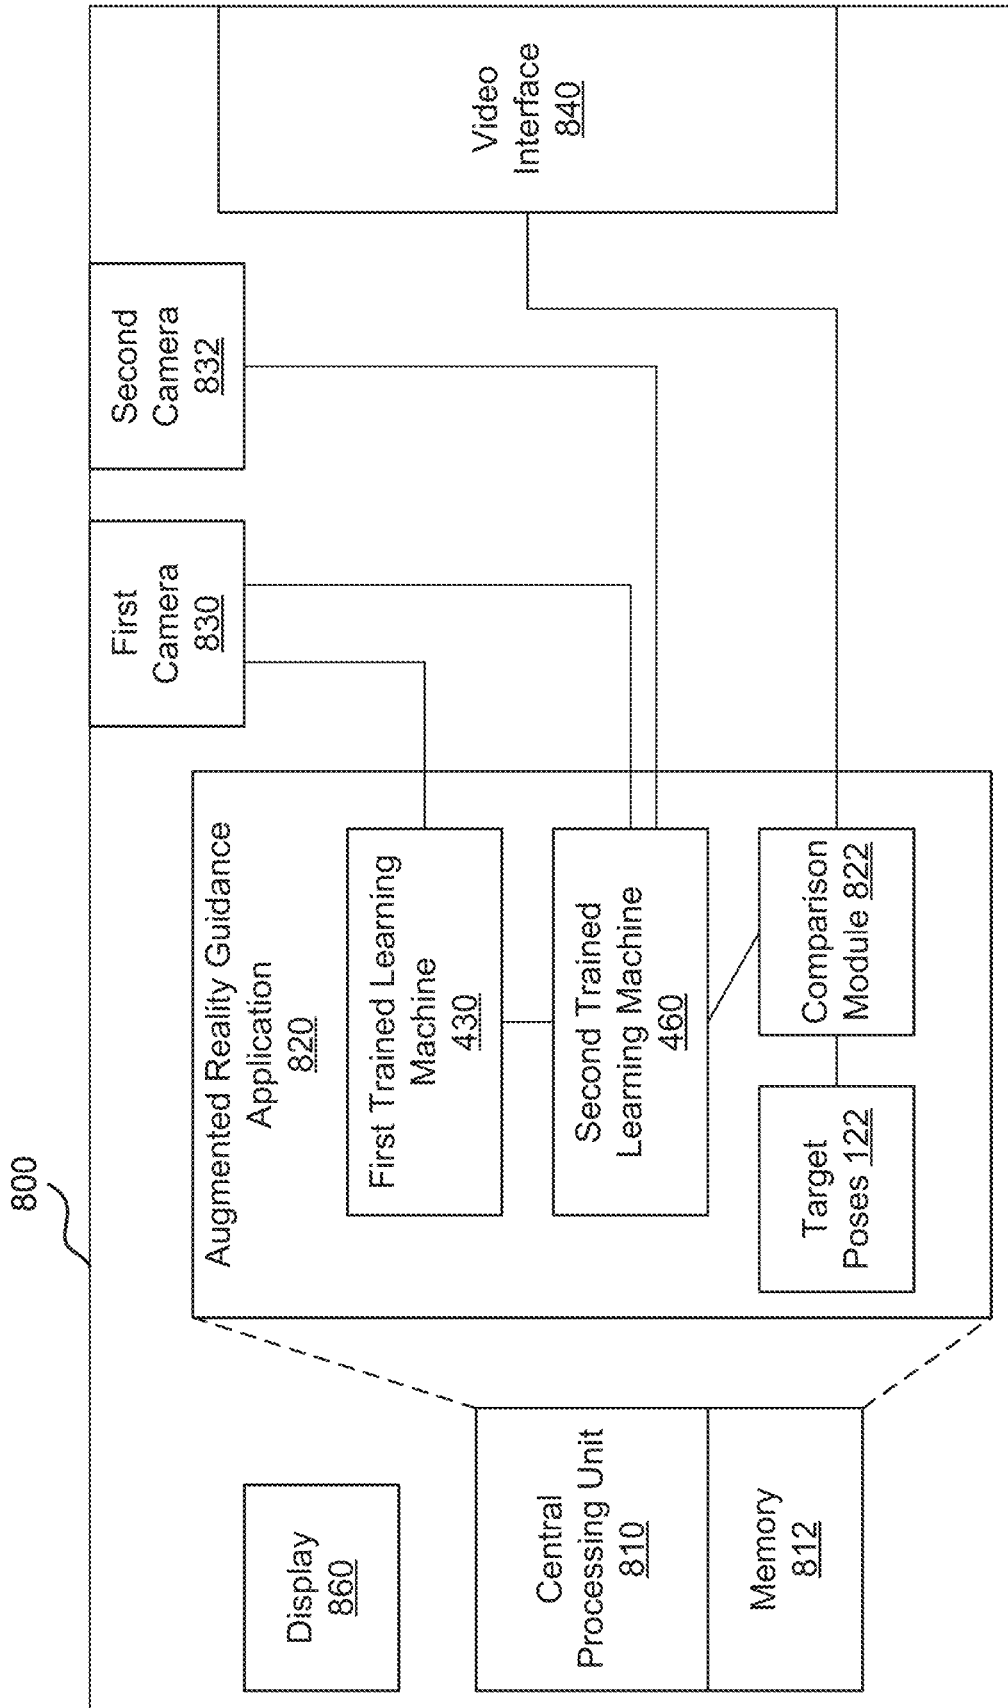 800
Display
860
Central
Processing Unit
810
Memory
812
Augmented Reality Guidance
Application
820
First Trained Learning
Machine
430
Second Trained
Learning Machine
460
Target
Poses 122
Comparison
Module 822
First
Camera
830
Second
Camera
832
Video
Interface
840